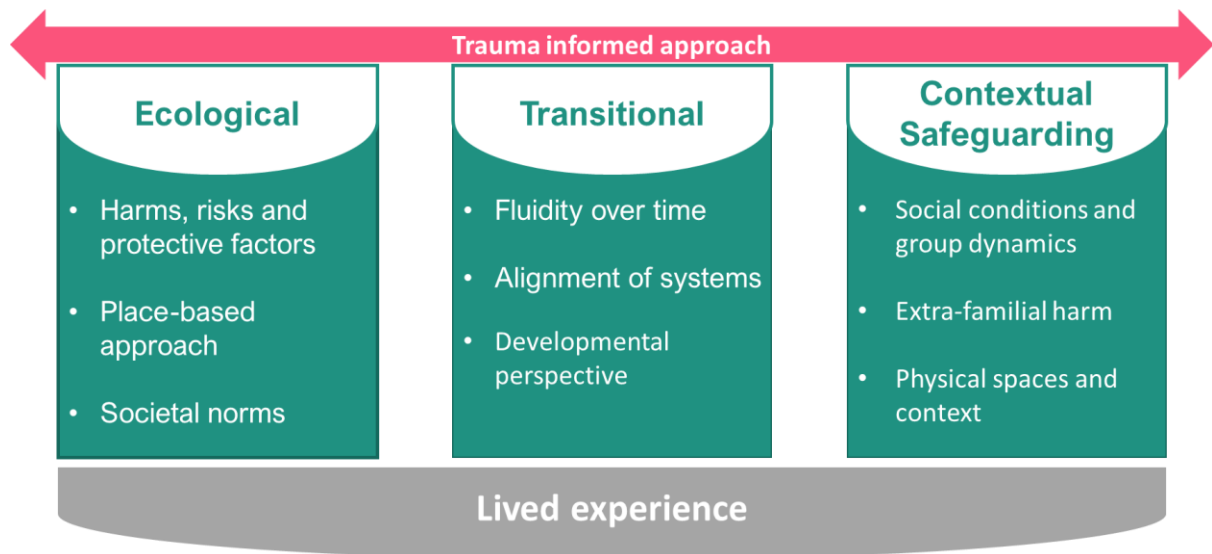 Trauma informed approach
Ecological
• Harms, risks and
protective factors
• Place-based
approach
• Societal norms
Transitional
• Fluidity over time
• Alignment of systems
• Developmental
perspective
Contextual
Safeguarding
• Social conditions and
group dynamics
• Extra-familial harm
• Physical spaces and
context
Lived experience